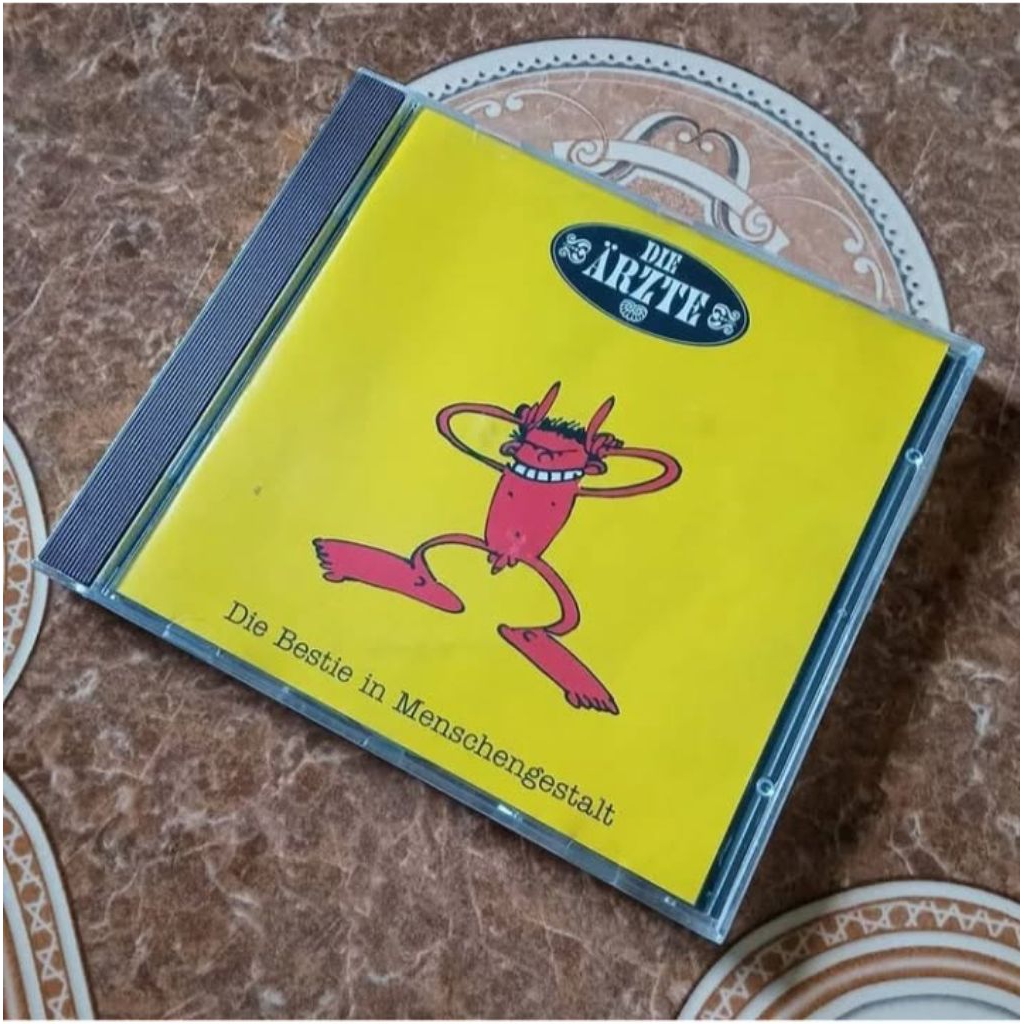 DIE
ÄRZTE
Die Bestie in Menschengestalt